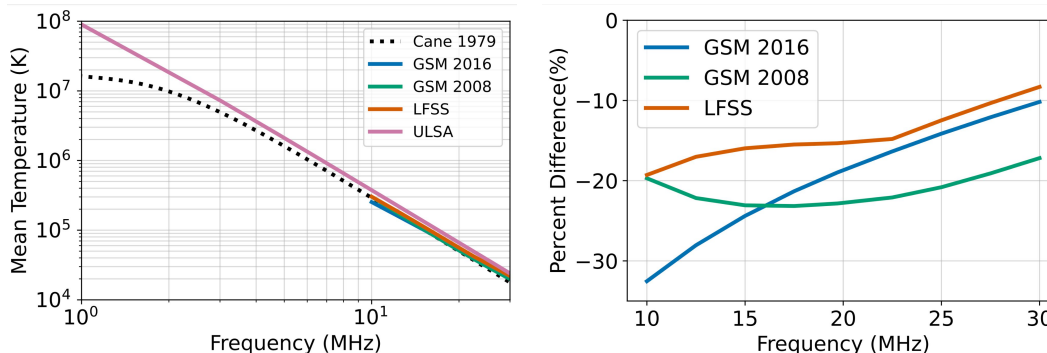 Mean Temperature (K)
10^8
10^7
10^6
10^5
10^4
10^0
10^1
Frequency (MHz)
Cane 1979
GSM 2016
GSM 2008
LFSS
ULSA
Percent Difference(%)
0
−10
−20
−30
10
15
20
25
30
Frequency (MHz)
GSM 2016
GSM 2008
LFSS